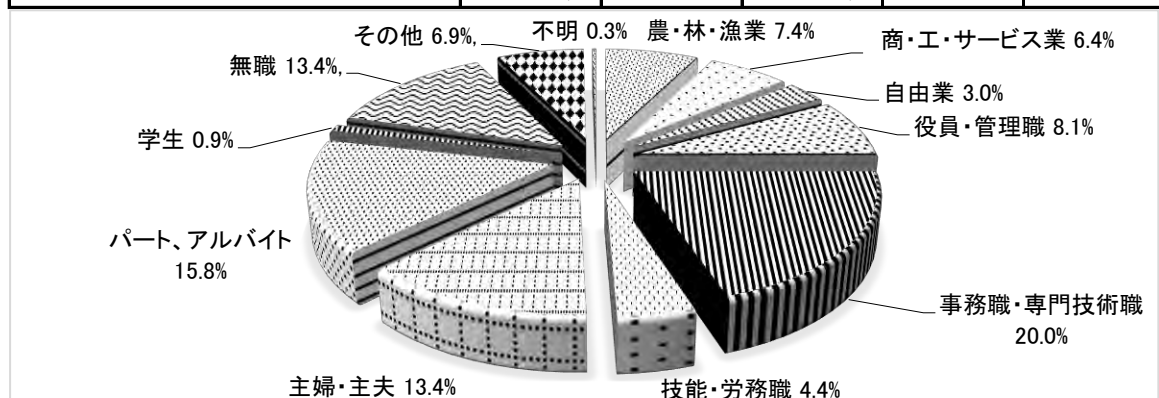 不明 0.3%
農・林・漁業 7.4%
商・工・サービス業 6.4%
自由業 3.0%
役員・管理職 8.1%
事務職・専門技術職
20.0%
技能・労務職 4.4%
主婦・主夫 13.4%
パート、アルバイト
15.8%
学生 0.9%
無職 13.4%,
その他 6.9%,